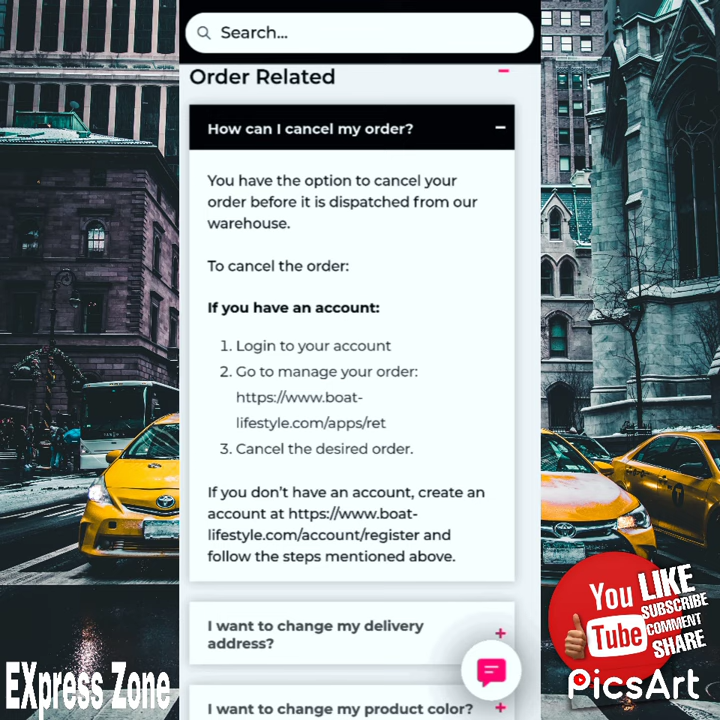 Search...
Order Related
How can I cancel my order?
You have the option to cancel your
order before it is dispatched from our
warehouse.
To cancel the order:
If you have an account:
1. Login to your account
2. Go to manage your order:
https://www.boat-
lifestyle.com/apps/ret
3. Cancel the desired order.
If you don't have an account, create an
account at https://www.boat-
lifestyle.com/account/register and
follow the steps mentioned above.
I want to change my delivery
address?
I want to change my product color?
EXpress Zone
You
Tube
LIKE
SUBSCRIBE
COMMENT
SHARE
PicsArt